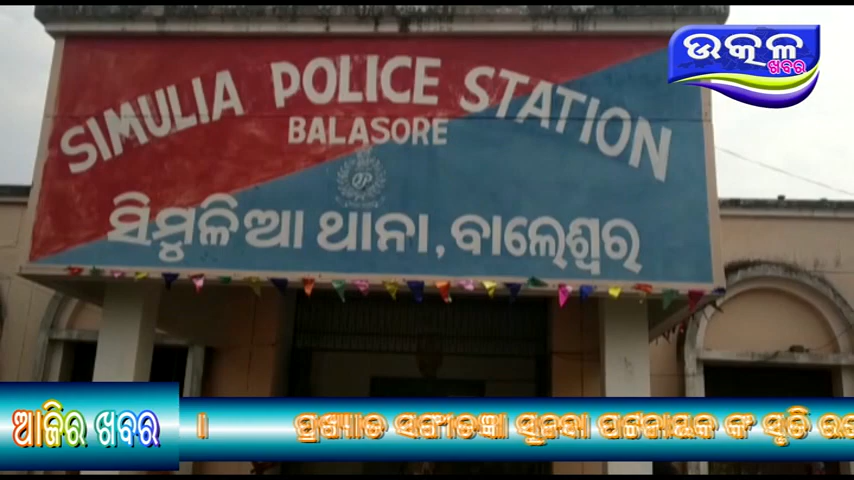 ଉତ୍କଳ
ଖବର
SIMULIA POLICE STATION
BALASORE
ସିମୁଳିଆ ଥାନା, ବାଲେଶ୍ୱର
ଆଜିର ଖବର
। ପ୍ରଖ୍ୟାତ ସଙ୍ଗୀତଜ୍ଞା ସୁନନ୍ଦା ପଟ୍ଟନାୟକ ଙ୍କ ସ୍ମୃତି